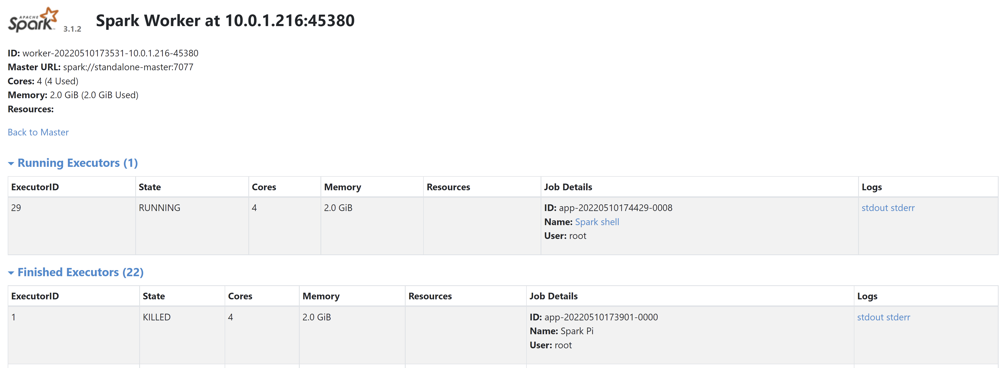 APACHE Spark 3.1.2 Spark Worker at 10.0.1.216:45380
ID: worker-20220510173531-10.0.1.216-45380
Master URL: spark://standalone-master:7077
Cores: 4 (4 Used)
Memory: 2.0 GiB (2.0 GiB Used)
Resources:
Back to Master
Running Executors (1)
ExecutorID State Cores Memory Resources Job Details Logs
29 RUNNING 4 2.0 GiB ID: app-20220510174429-0008 stdout stderr
Name: Spark shell
User: root
Finished Executors (22)
ExecutorID State Cores Memory Resources Job Details Logs
1 KILLED 4 2.0 GiB ID: app-20220510173901-0000 stdout stderr
Name: Spark Pi
User: root